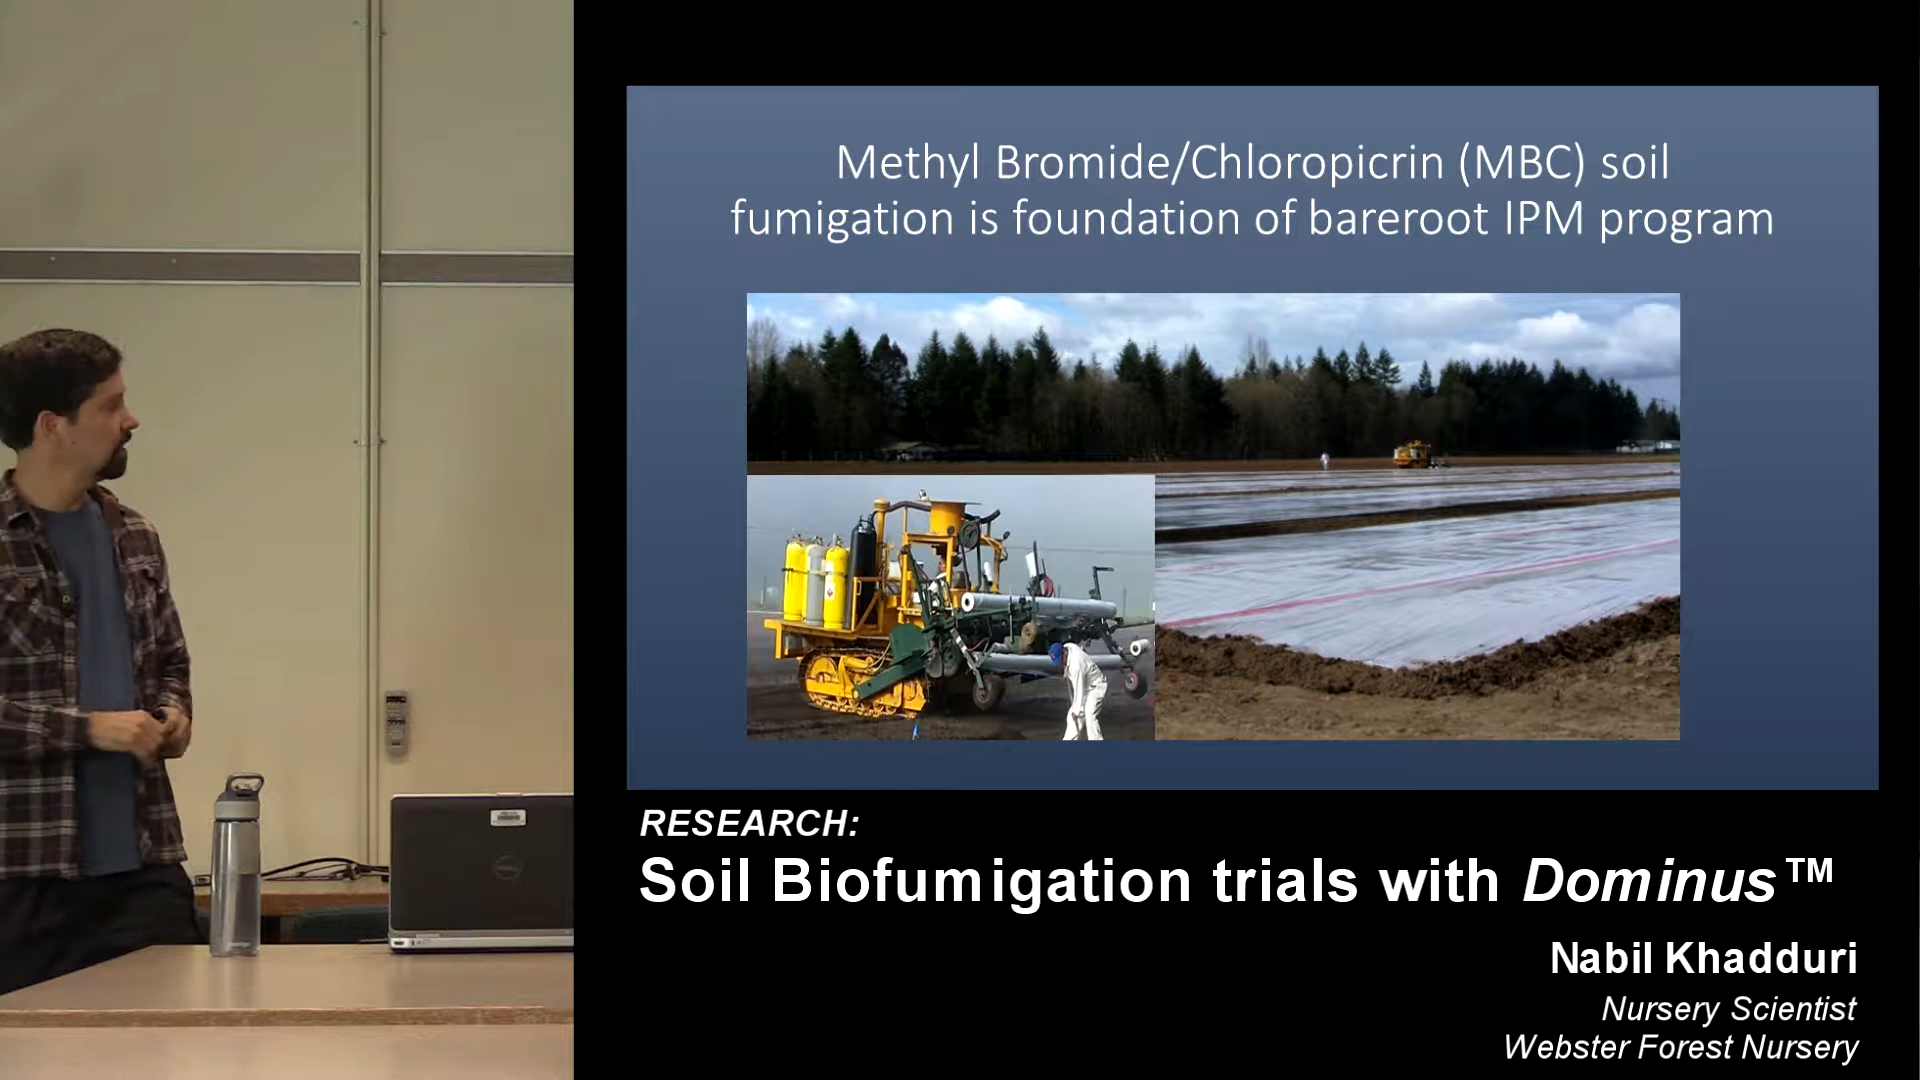 Methyl Bromide/Chloropicrin (MBC) soil
fumigation is foundation of bareroot IPM program
RESEARCH:
Soil Biofumigation trials with Dominus™
Nabil Khadduri
Nursery Scientist
Webster Forest Nursery